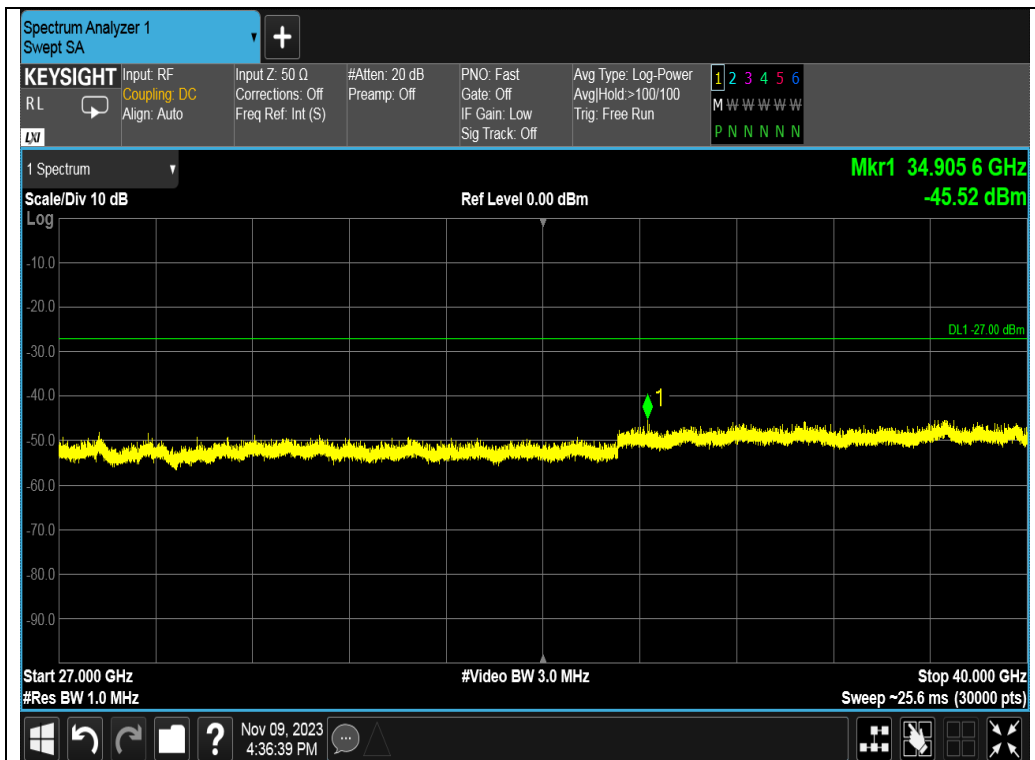 Spectrum Analyzer 1
Swept SA
KEYSIGHT
RL
LXI
Input: RF
Coupling: DC
Align: Auto
Input Z: 50 Ω
Corrections: Off
Freq Ref: Int (S)
#Atten: 20 dB
Preamp: Off
PNO: Fast
Gate: Off
IF Gain: Low
Sig Track: Off
Avg Type: Log-Power
Avg|Hold:>100/100
Trig: Free Run
1 2 3 4 5 6
M W W W W W
P N N N N N
1 Spectrum
Mkr1 34.905 6 GHz
-45.52 dBm
Scale/Div 10 dB
Ref Level 0.00 dBm
Log
-10.0
-20.0
DL1 -27.00 dBm
-30.0
-40.0
1
-50.0
-60.0
-70.0
-80.0
-90.0
Start 27.000 GHz
#Video BW 3.0 MHz
Stop 40.000 GHz
#Res BW 1.0 MHz
Sweep ~25.6 ms (30000 pts)
?
Nov 09, 2023
4:36:39 PM